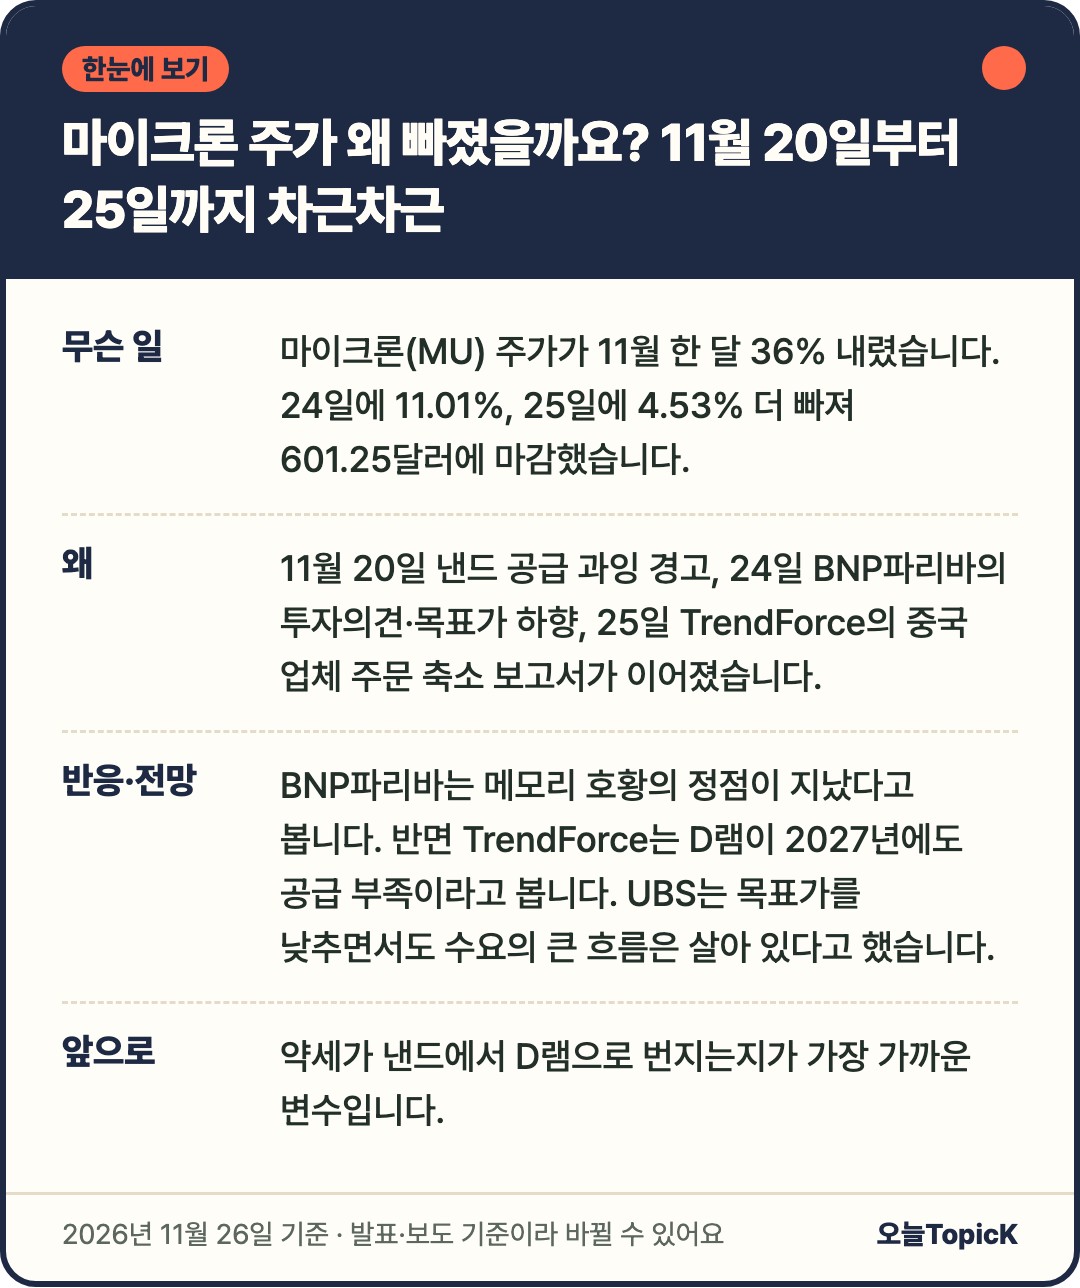 한눈에 보기
마이크론 주가 왜 빠졌을까요? 11월 20일부터
25일까지 차근차근
무슨 일
마이크론(MU) 주가가 11월 한 달 36% 내렸습니다.
24일에 11.01%, 25일에 4.53% 더 빠져
601.25달러에 마감했습니다.
왜
11월 20일 낸드 공급 과잉 경고, 24일 BNP파리바의
투자의견·목표가 하향, 25일 TrendForce의 중국
업체 주문 축소 보고서가 이어졌습니다.
반응·전망
BNP파리바는 메모리 호황의 정점이 지났다고
봅니다. 반면 TrendForce는 D램이 2027년에도
공급 부족이라고 봅니다. UBS는 목표가를
낮추면서도 수요의 큰 흐름은 살아 있다고 했습니다.
앞으로
약세가 낸드에서 D램으로 번지는지가 가장 가까운
변수입니다.
2026년 11월 26일 기준 · 발표·보도 기준이라 바뀔 수 있어요
오늘TopicK